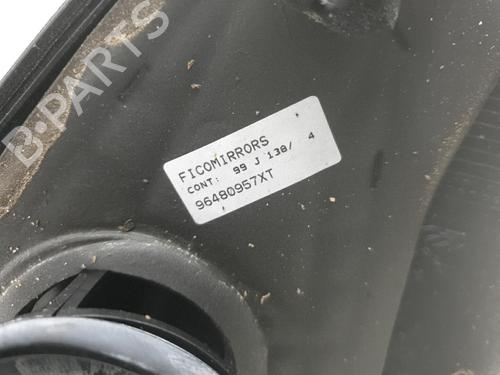 B-PARTS
FICOMIRRORS
CONT: 99 J 138/ 4
96480957XT